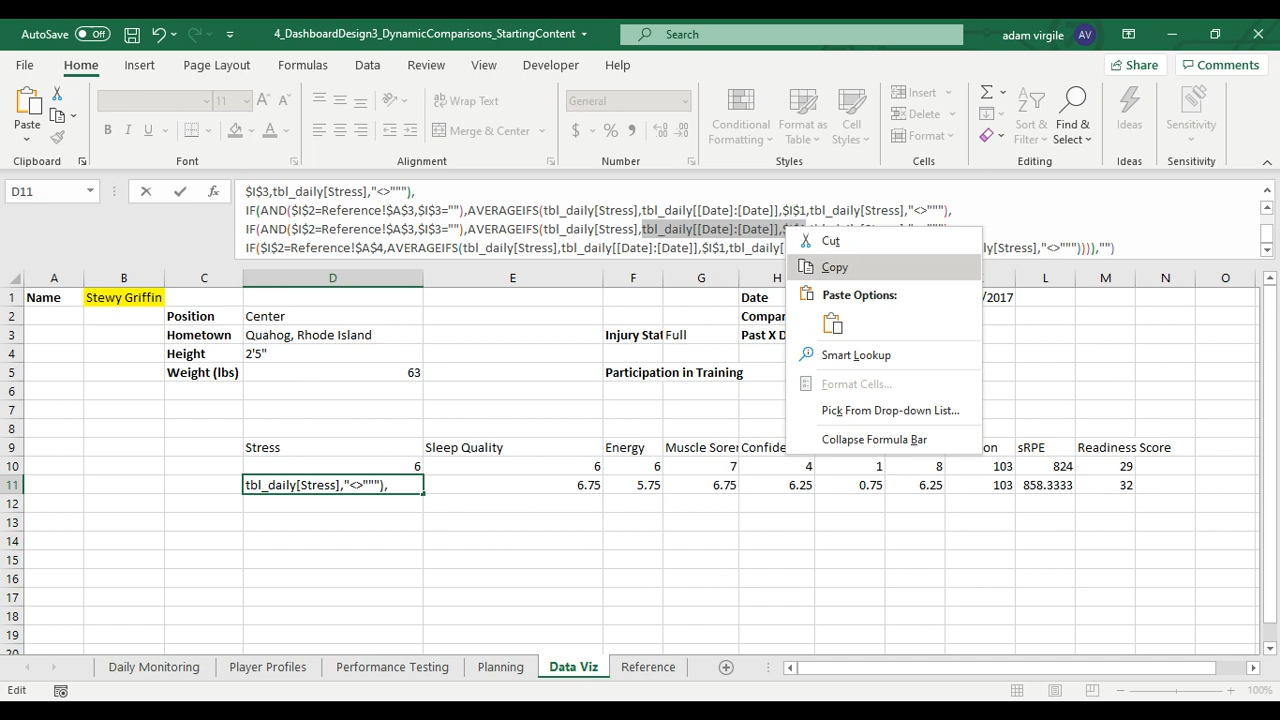 AutoSave Off 4_DashboardDesign3_DynamicComparisons_StartingContent Search adam virgile AV
File Home Insert Page Layout Formulas Data Review View Developer Help Share Comments
11 General
Wrap Text Insert
Paste Conditional Format as Cell Delete Sort & Find & Ideas Sensitivity
Merge & Center Formatting Table Styles Format Filter Select
Clipboard Font Alignment Number Styles Cells Editing Ideas Sensitivity
D11 fx $I$3,tbl_daily[Stress],"<>"""),
IF(AND($I$2=Reference!$A$3,$I$3=""),AVERAGEIFS(tbl_daily[Stress],tbl_daily[[Date]:[Date]],$I$1,tbl_daily[Stress],"<>"""),
IF(AND($I$2=Reference!$A$3,$I$3=""),AVERAGEIFS(tbl_daily[Stress],tbl_daily[[Date]:[Date]],
IF($I$2=Reference!$A$4,AVERAGEIFS(tbl_daily[Stress],tbl_daily[[Date]:[Date]],$I$1,tbl_daily[ [Stress],"<>""")))),"")
Cut
Copy
Paste Options:
Smart Lookup
Format Cells...
Pick From Drop-down List...
Collapse Formula Bar
A B C D E F G H L M N O
1 Name Stewy Griffin Date /2017
2 Position Center Compar
3 Hometown Quahog, Rhode Island Injury Stat Full Past X D
4 Height 2'5"
5 Weight (lbs) 63 Participation in Training
6
7
8
9 Stress Sleep Quality Energy Muscle Sorer Confide on sRPE Readiness Score
10 6 6 6 7 4 1 8 103 824 29
11 tbl_daily[Stress],"<>"""), 6.75 5.75 6.75 6.25 0.75 6.25 103 858.3333 32
12
13
14
15
16
17
18
19
20
Daily Monitoring Player Profiles Performance Testing Planning Data Viz Reference
Edit 100%